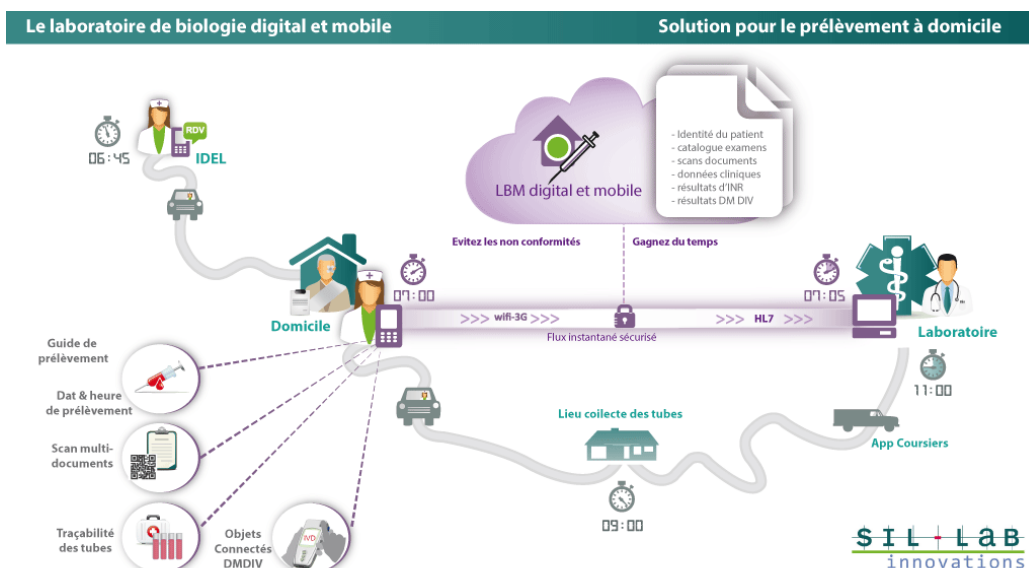 Le laboratoire de biologie digital et mobile
Solution pour le prélèvement à domicile
06:45
RDV
IDEL
LBM digital et mobile
- Identité du patient
- catalogue examens
- scans documents
- données cliniques
- résultats d'INR
- résultats DM DIV
Evitez les non conformités
Gagnez du temps
07:00
07:05
Domicile
>>> wifi-3G >>>
>>> HL7 >>>
Flux instantané sécurisé
Laboratoire
11:00
Guide de
prélèvement
Dat & heure
de prélèvement
Scan multi-
documents
Traçabilité
des tubes
Objets
Connectés
DMDIV
IVD
Lieu coilecte des tubes
09:00
App Coursiers
SIL-LAB
innovations